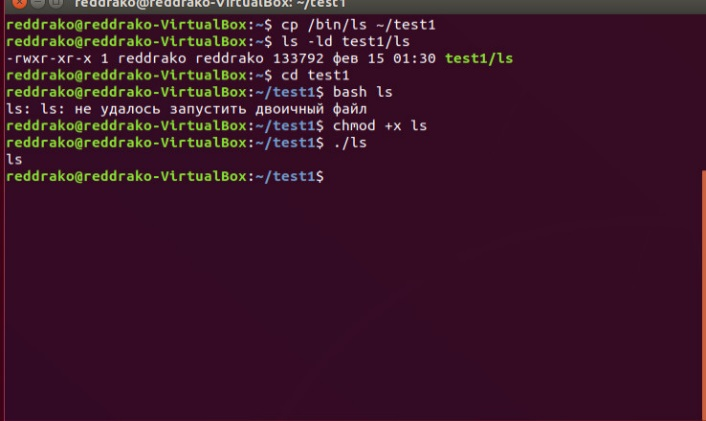 reddrako@reddrako-VirtualBox: ~/test1
reddrako@reddrako-VirtualBox:~$ cp /bin/ls ~/test1
reddrako@reddrako-VirtualBox:~$ ls -ld test1/ls
-rwxr-xr-x 1 reddrako reddrako 133792 фев 15 01:30 test1/ls
reddrako@reddrako-VirtualBox:~$ cd test1
reddrako@reddrako-VirtualBox:~/test1$ bash ls
ls: ls: не удалось запустить двоичный файл
reddrako@reddrako-VirtualBox:~/test1$ chmod +x ls
reddrako@reddrako-VirtualBox:~/test1$ ./ls
ls
reddrako@reddrako-VirtualBox:~/test1$